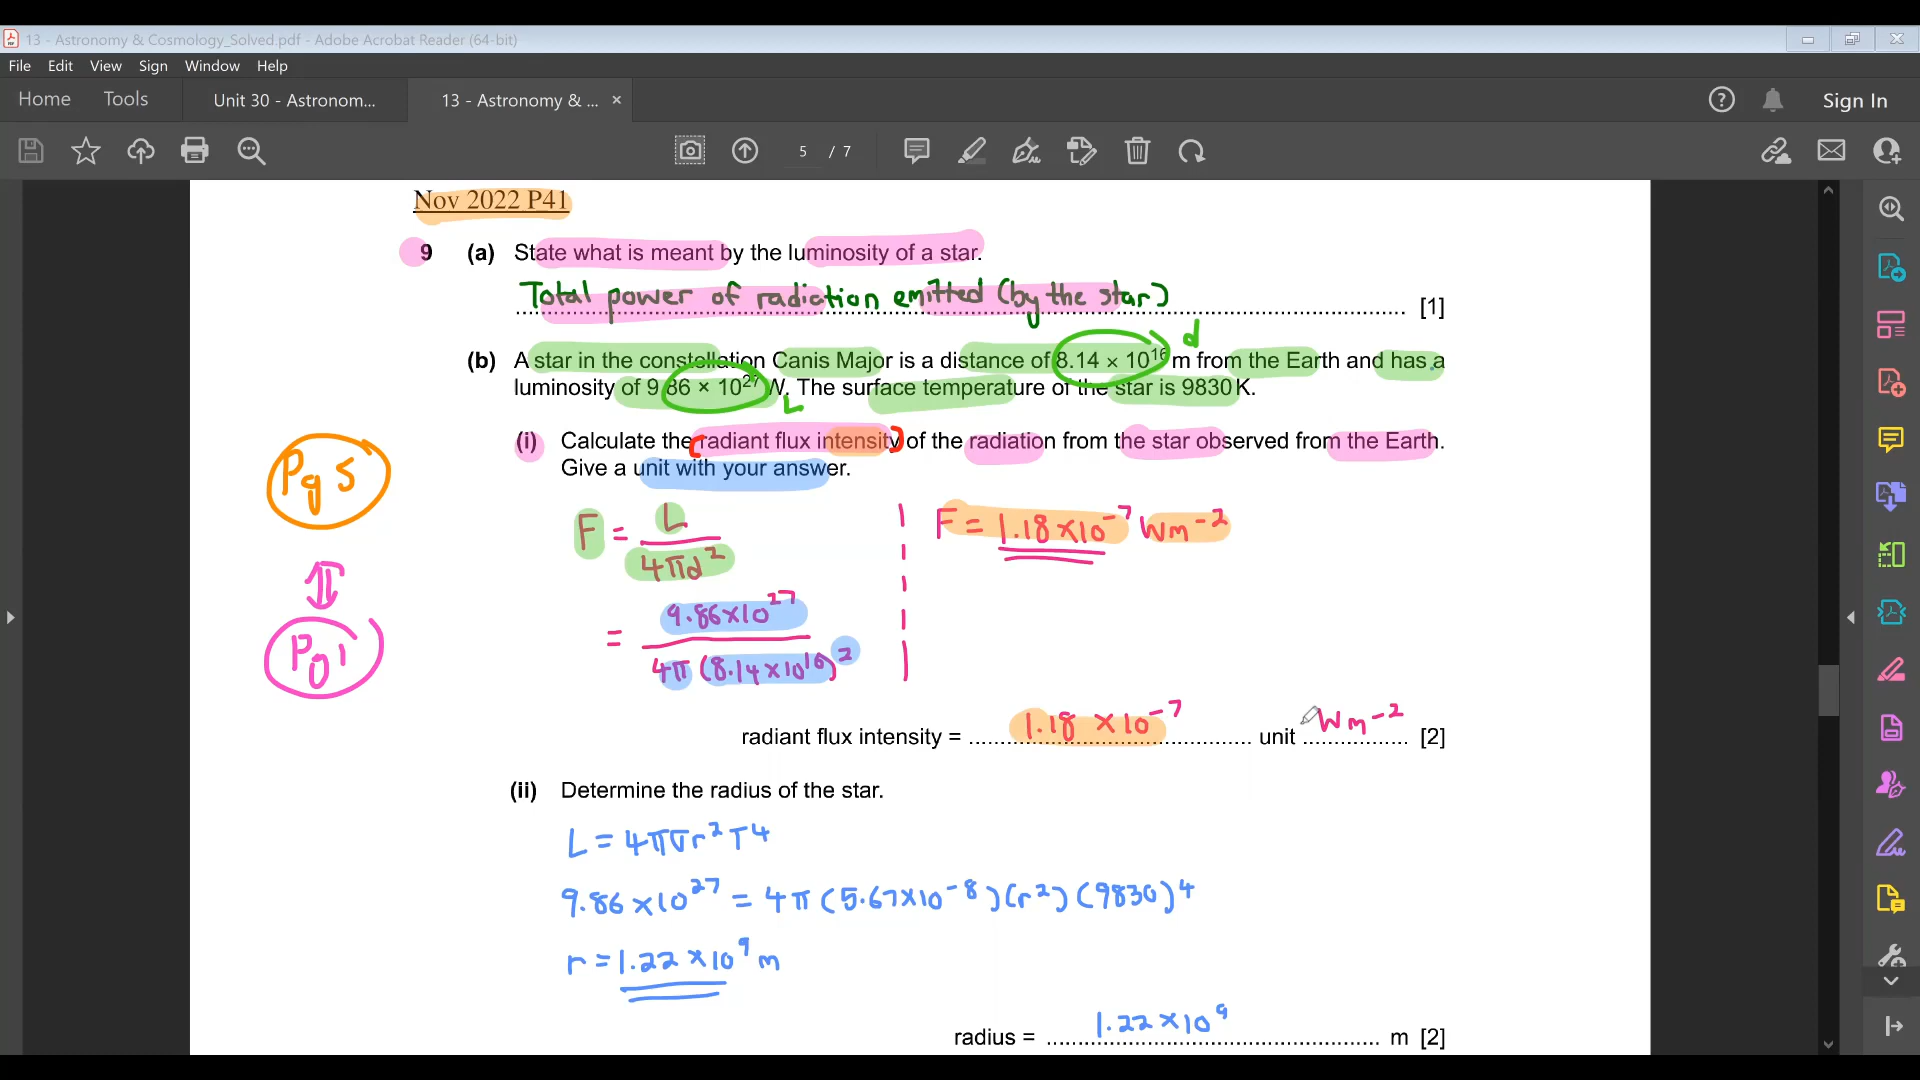 13 - Astronomy & Cosmology_Solved.pdf - Adobe Acrobat Reader (64-bit)
File Edit View Sign Window Help
Home Tools Unit 30 - Astronom... 13 - Astronomy & ... × Sign In
5 / 7
Nov 2022 P41
9 (a) State what is meant by the luminosity of a star.
Total power of radiation emitted (by the star)
[1]
d
(b) A star in the constellation Canis Major is a distance of 8.14 × 10¹⁶ m from the Earth and has a
luminosity of 9.86 × 10²⁷ W. The surface temperature of the star is 9830 K.
L
(i) Calculate the radiant flux intensity of the radiation from the star observed from the Earth.
Give a unit with your answer.
Pg 5
F = L / 4πd²
F = 1.18 × 10⁻⁷ Wm⁻²
= 9.86 × 10²⁷ / 4π (8.14 × 10¹⁶)²
Pg 1
radiant flux intensity = 1.18 × 10⁻⁷ unit Wm⁻² [2]
(ii) Determine the radius of the star.
L = 4πσr²T⁴
9.86 × 10²⁷ = 4π (5.67 × 10⁻⁸) (r²) (9830)⁴
r = 1.22 × 10⁹ m
radius = 1.22 × 10⁹ m [2]